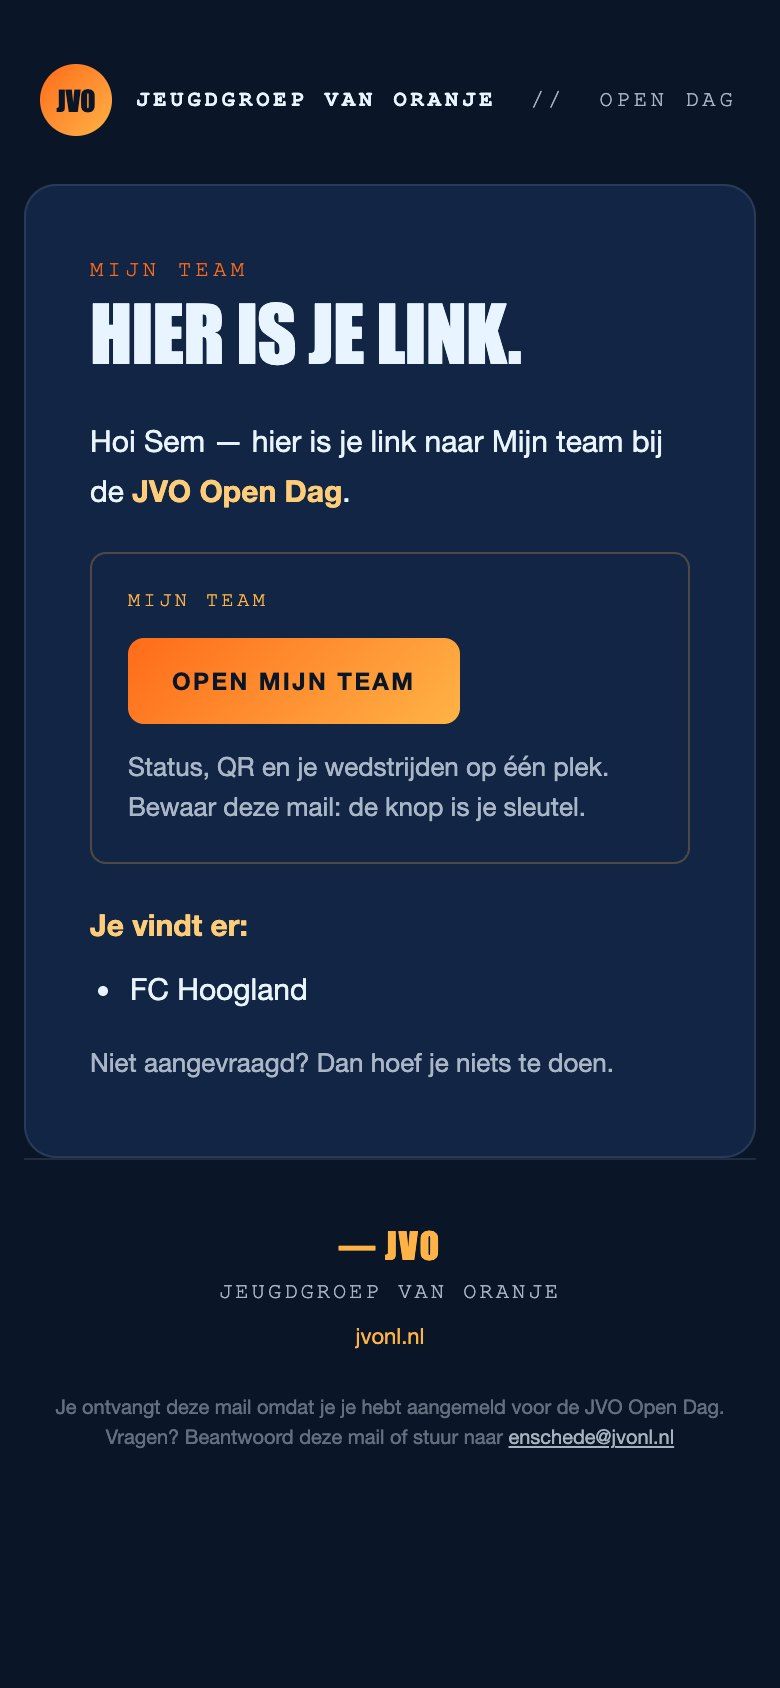 JVO JEUGDGROEP VAN ORANJE // OPEN DAG
MIJN TEAM
HIER IS JE LINK.
Hoi Sem — hier is je link naar Mijn team bij
de JVO Open Dag.
MIJN TEAM
OPEN MIJN TEAM
Status, QR en je wedstrijden op één plek.
Bewaar deze mail: de knop is je sleutel.
Je vindt er:
• FC Hoogland
Niet aangevraagd? Dan hoef je niets te doen.
— JVO
JEUGDGROEP VAN ORANJE
jvonl.nl
Je ontvangt deze mail omdat je je hebt aangemeld voor de JVO Open Dag.
Vragen? Beantwoord deze mail of stuur naar enschede@jvonl.nl